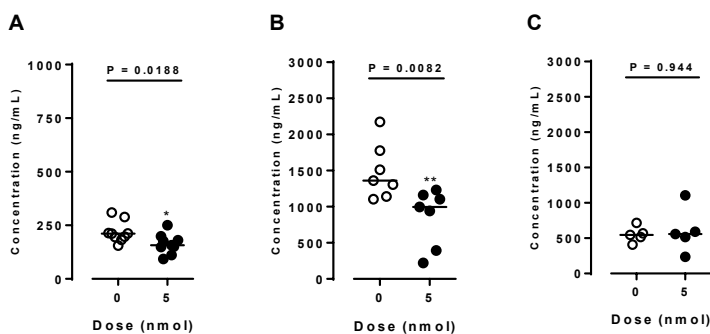 A
P = 0.0188
Concentration (ng/mL)
1000
750
500
250
0
*
0 5
Dose (nmol)
B
P = 0.0082
Concentration (ng/mL)
3000
2500
2000
1500
1000
500
0
**
0 5
Dose (nmol)
C
P = 0.944
Concentration (ng/mL)
3000
2500
2000
1500
1000
500
0
0 5
Dose (nmol)